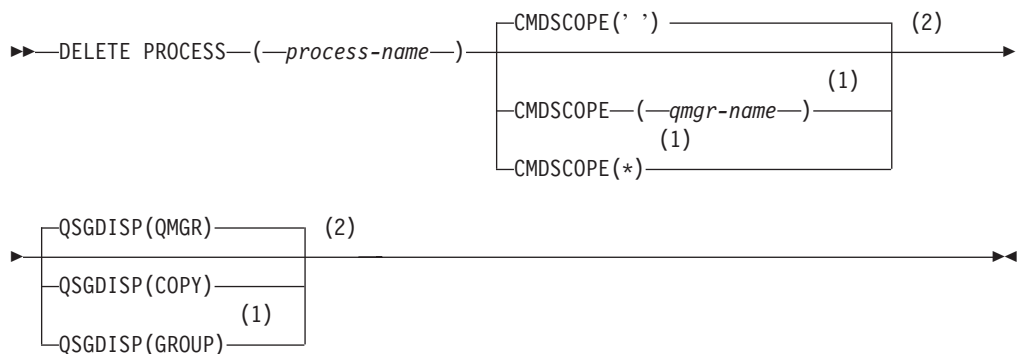 CMDSCOPE(’ ’) (2)
DELETE PROCESS ( process-name )
(1)
CMDSCOPE ( qmgr-name )
(1)
CMDSCOPE(*)
QSGDISP(QMGR) (2)
QSGDISP(COPY)
(1)
QSGDISP(GROUP)